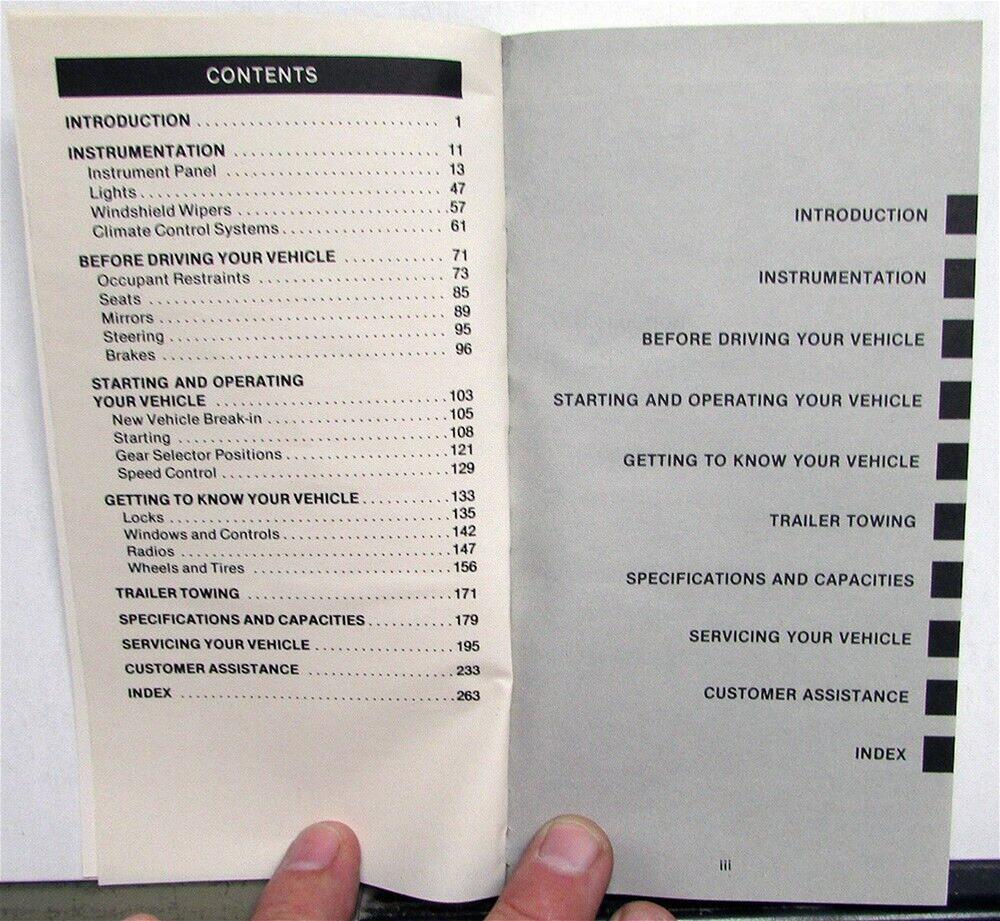 CONTENTS
INTRODUCTION ............................ 1
INSTRUMENTATION ........................ 11
Instrument Panel ........................ 13
Lights .................................. 47
Windshield Wipers ....................... 57
Climate Control Systems ................. 61
BEFORE DRIVING YOUR VEHICLE ............ 71
Occupant Restraints ..................... 73
Seats ................................... 85
Mirrors ................................. 89
Steering ................................ 95
Brakes .................................. 96
STARTING AND OPERATING
YOUR VEHICLE ........................... 103
New Vehicle Break-in .................... 105
Starting ................................ 108
Gear Selector Positions ................. 121
Speed Control ........................... 129
GETTING TO KNOW YOUR VEHICLE .......... 133
Locks ................................... 135
Windows and Controls .................... 142
Radios .................................. 147
Wheels and Tires ........................ 156
TRAILER TOWING ......................... 171
SPECIFICATIONS AND CAPACITIES .......... 179
SERVICING YOUR VEHICLE ................. 195
CUSTOMER ASSISTANCE .................... 233
INDEX .................................. 263
INTRODUCTION
INSTRUMENTATION
BEFORE DRIVING YOUR VEHICLE
STARTING AND OPERATING YOUR VEHICLE
GETTING TO KNOW YOUR VEHICLE
TRAILER TOWING
SPECIFICATIONS AND CAPACITIES
SERVICING YOUR VEHICLE
CUSTOMER ASSISTANCE
INDEX
iii